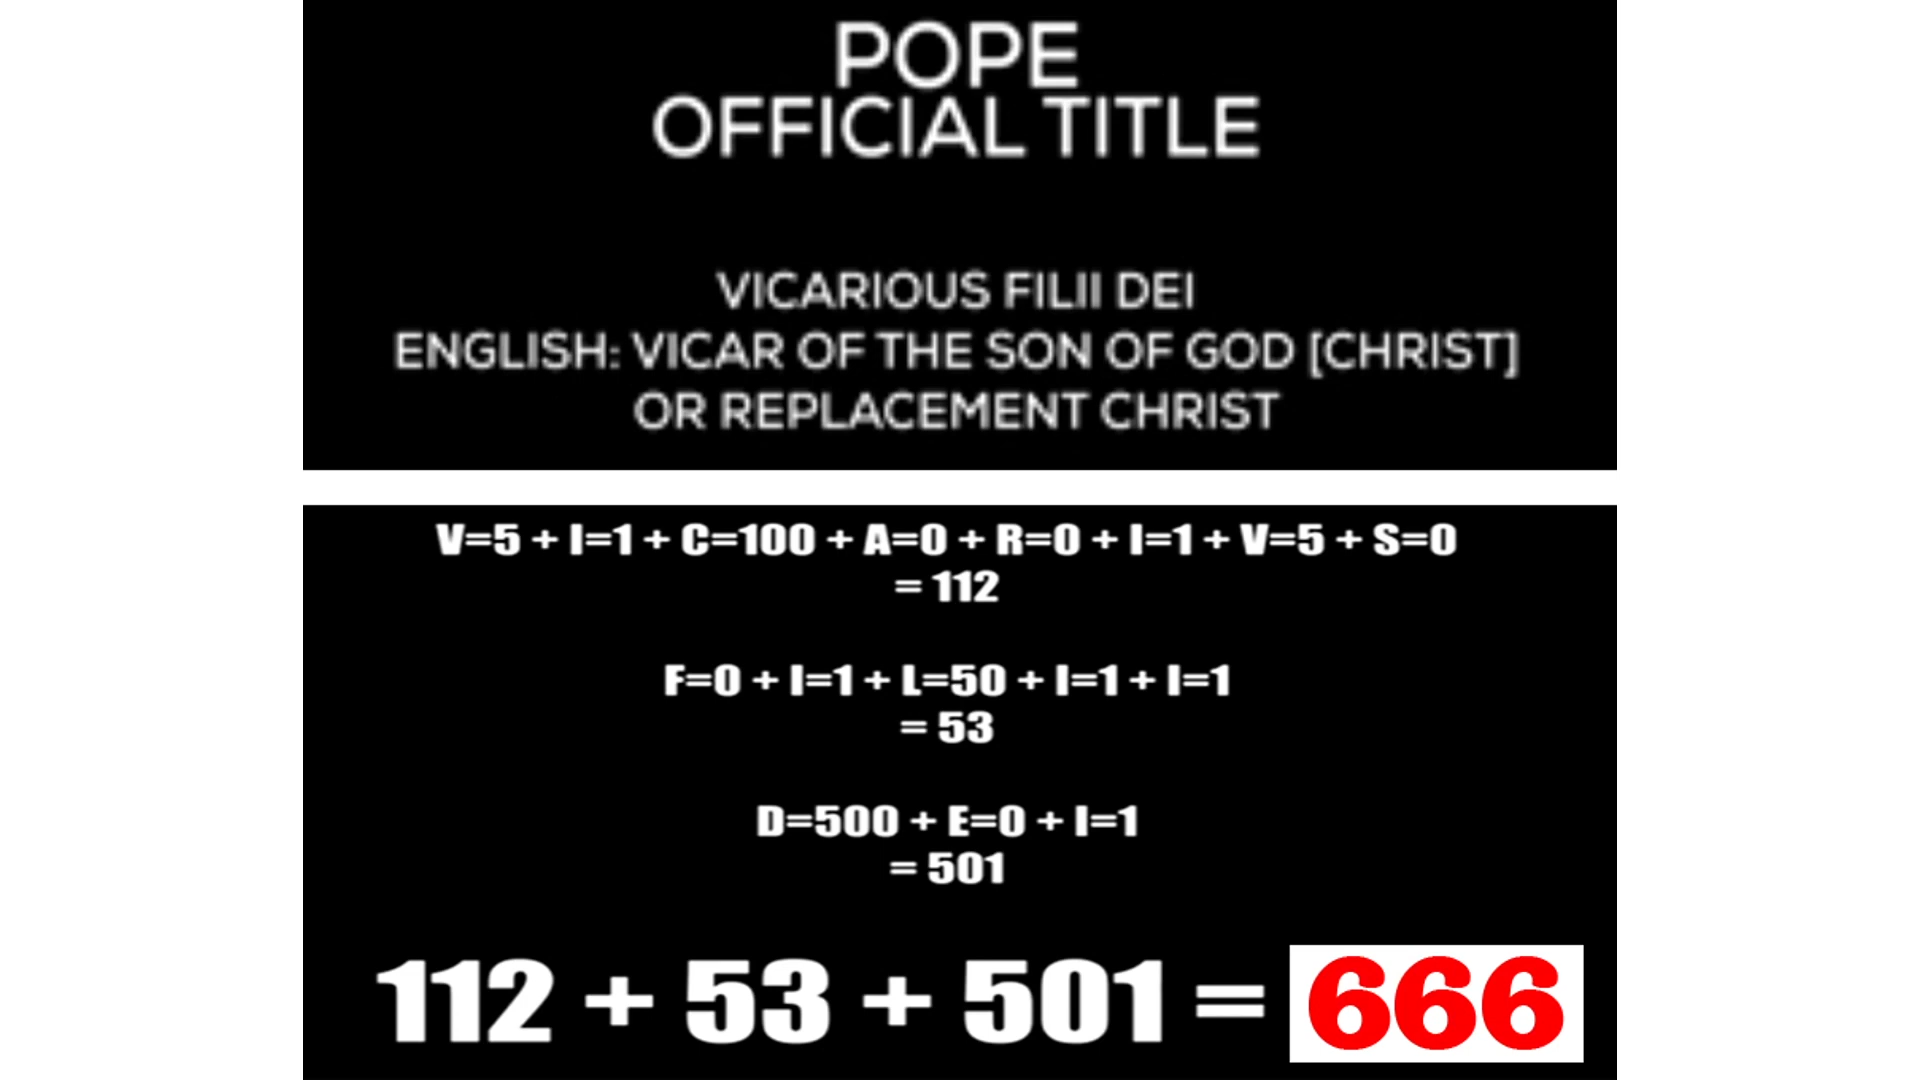 POPE
OFFICIAL TITLE
VICARIOUS FILII DEI
ENGLISH: VICAR OF THE SON OF GOD [CHRIST]
OR REPLACEMENT CHRIST
V=5 + I=1 + C=100 + A=0 + R=0 + I=1 + V=5 + S=0
= 112
F=0 + I=1 + L=50 + I=1 + I=1
= 53
D=500 + E=0 + I=1
= 501
112 + 53 + 501 = 666